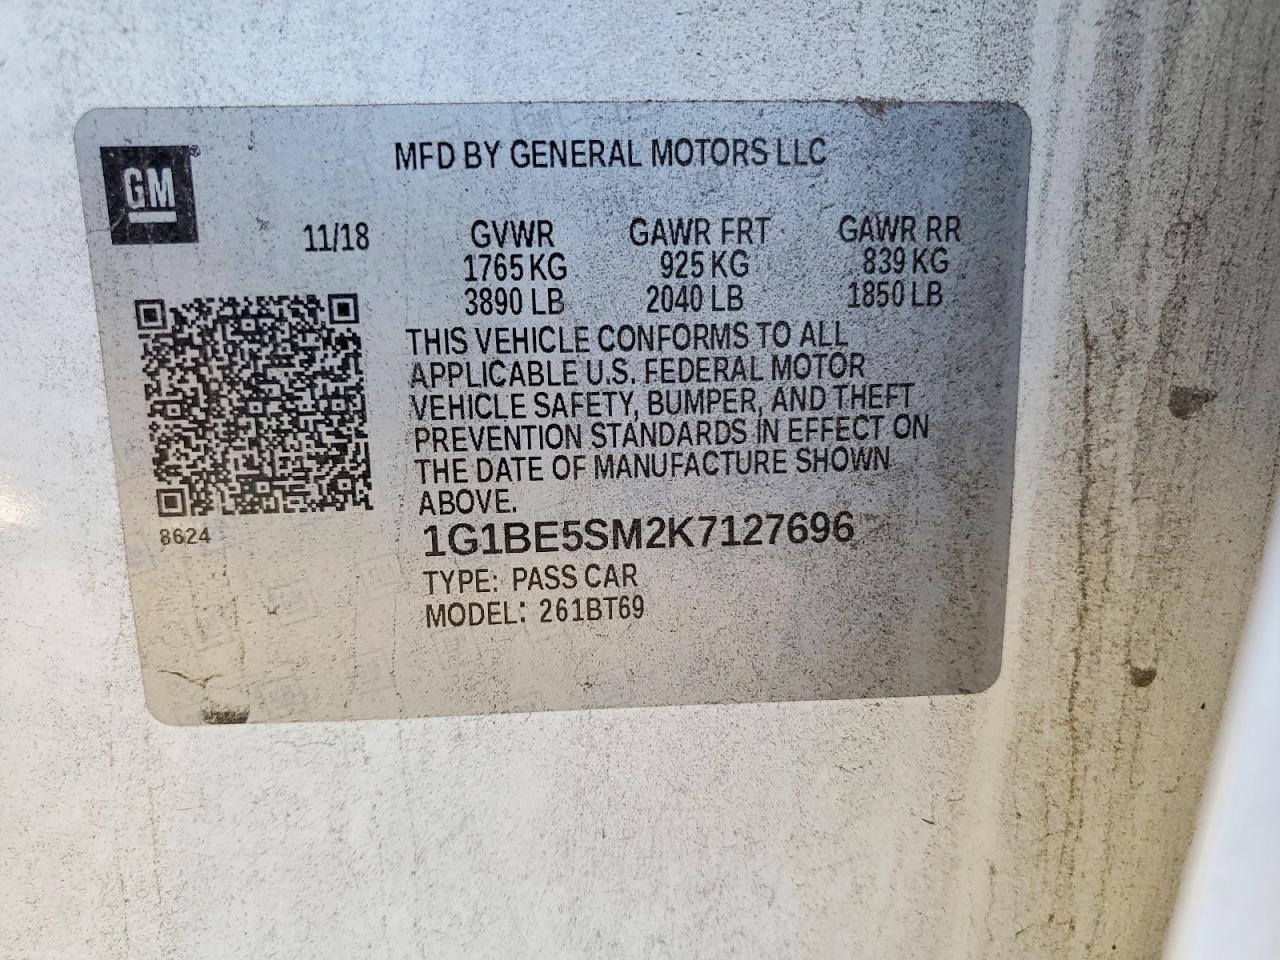 MFD BY GENERAL MOTORS LLC
GM
11/18
GVWR GAWR FRT GAWR RR
1765 KG 925 KG 839 KG
3890 LB 2040 LB 1850 LB
THIS VEHICLE CONFORMS TO ALL
APPLICABLE U.S. FEDERAL MOTOR
VEHICLE SAFETY, BUMPER, AND THEFT
PREVENTION STANDARDS IN EFFECT ON
THE DATE OF MANUFACTURE SHOWN
ABOVE.
8624
1G1BE5SM2K7127696
TYPE: PASS CAR
MODEL: 261BT69